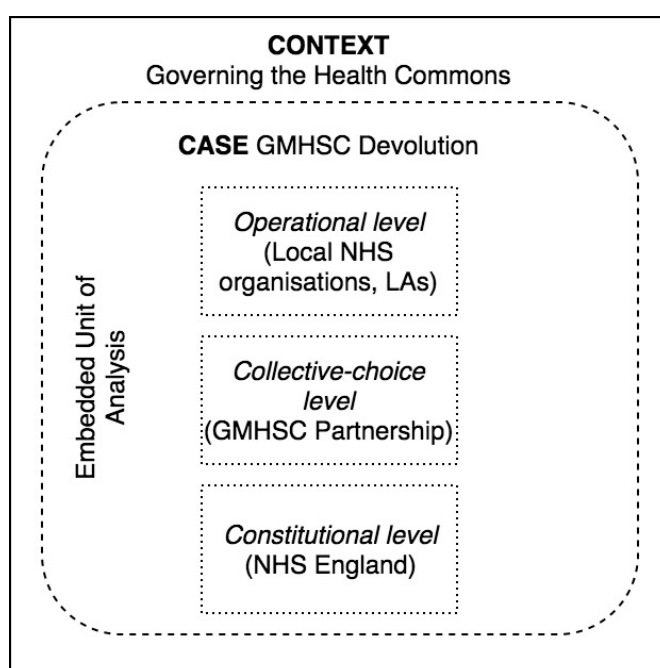 CONTEXT
Governing the Health Commons
CASE GMHSC Devolution
Embedded Unit of
Analysis
Operational level
(Local NHS
organisations, LAs)
Collective-choice
level
(GMHSC Partnership)
Constitutional level
(NHS England)